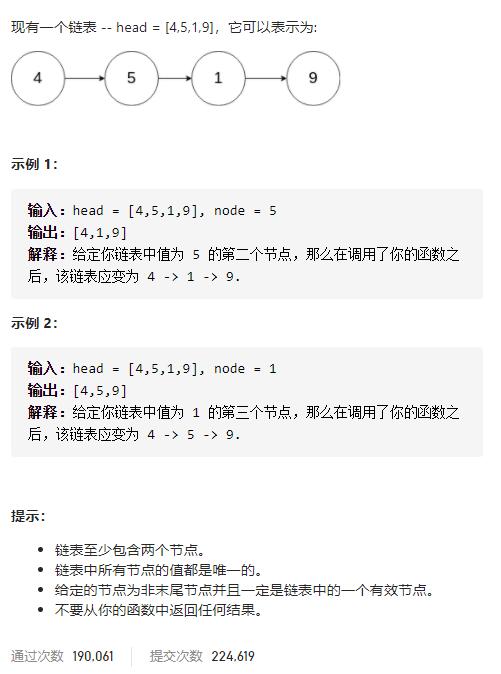 现有一个链表 -- head = [4,5,1,9]，它可以表示为:
4 5 1 9
示例 1：
输入：head = [4,5,1,9], node = 5
输出：[4,1,9]
解释：给定你链表中值为 5 的第二个节点，那么在调用了你的函数之
后，该链表应变为 4 -> 1 -> 9.
示例 2：
输入：head = [4,5,1,9], node = 1
输出：[4,5,9]
解释：给定你链表中值为 1 的第三个节点，那么在调用了你的函数之
后，该链表应变为 4 -> 5 -> 9.
提示：
• 链表至少包含两个节点。
• 链表中所有节点的值都是唯一的。
• 给定的节点为非末尾节点并且一定是链表中的一个有效节点。
• 不要从你的函数中返回任何结果。
通过次数 190,061 提交次数 224,619